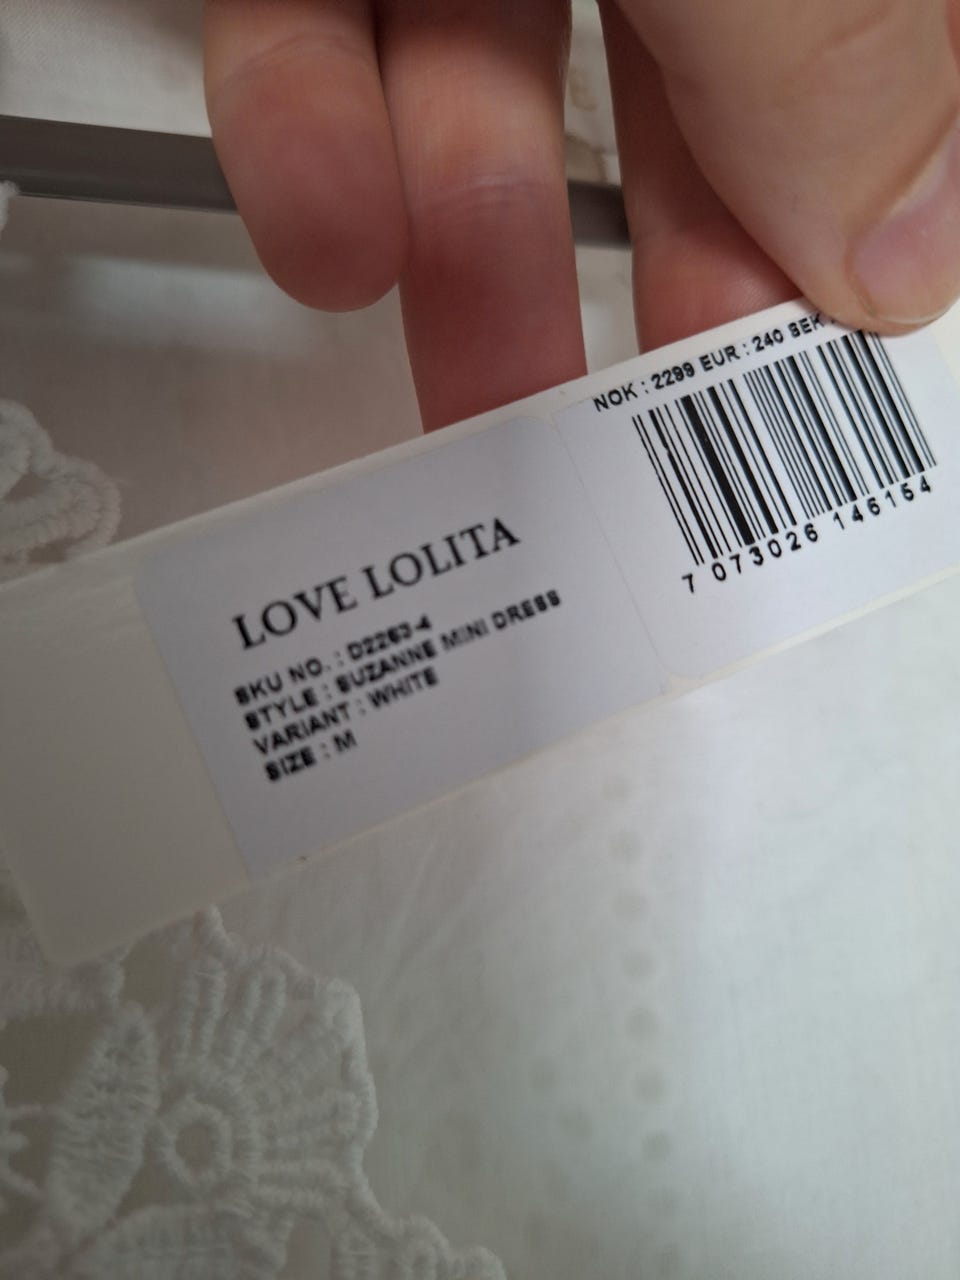 LOVE LOLITA
SKU NO. : D2263-4
STYLE : SUZANNE MINI DRESS
VARIANT : WHITE
SIZE : M
NOK : 2299 EUR : 240 SEK
7 073026 146154